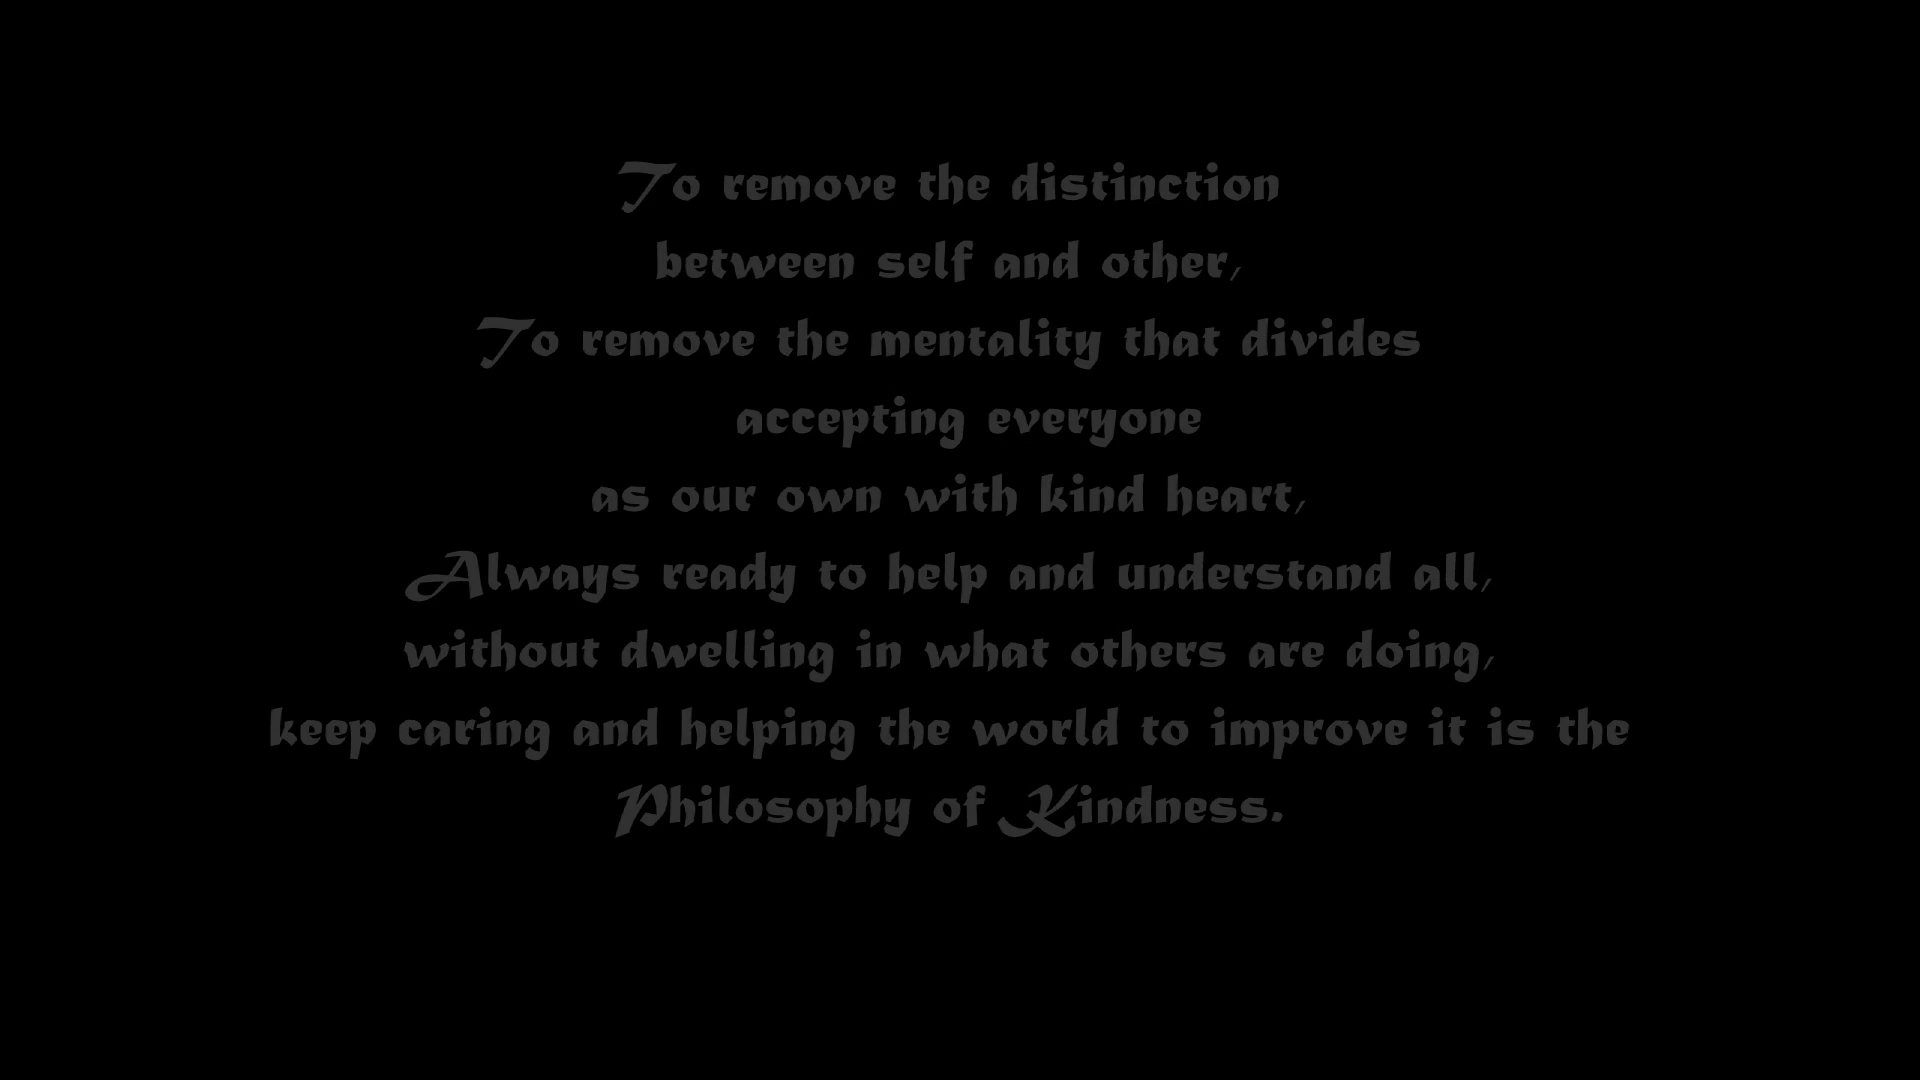 To remove the distinction
between self and other,
To remove the mentality that divides
accepting everyone
as our own with kind heart,
Always ready to help and understand all,
without dwelling in what others are doing,
keep caring and helping the world to improve it is the
Philosophy of Kindness.